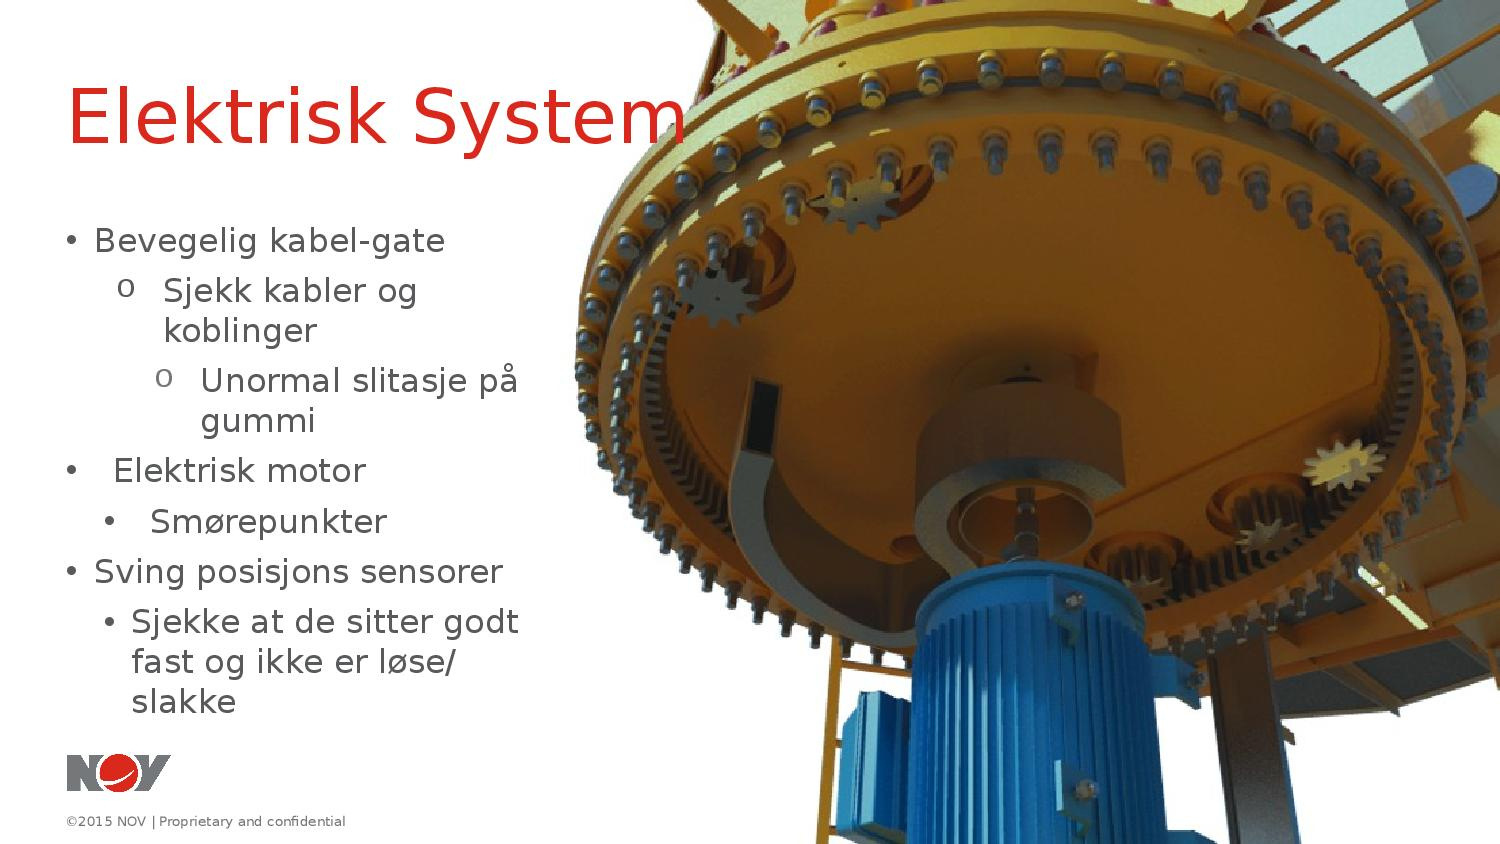 Elektrisk System
• Bevegelig kabel-gate
o Sjekk kabler og
koblinger
o Unormal slitasje på
gummi
• Elektrisk motor
• Smørepunkter
• Sving posisjons sensorer
• Sjekke at de sitter godt
fast og ikke er løse/
slakke
NOV
©2015 NOV | Proprietary and confidential